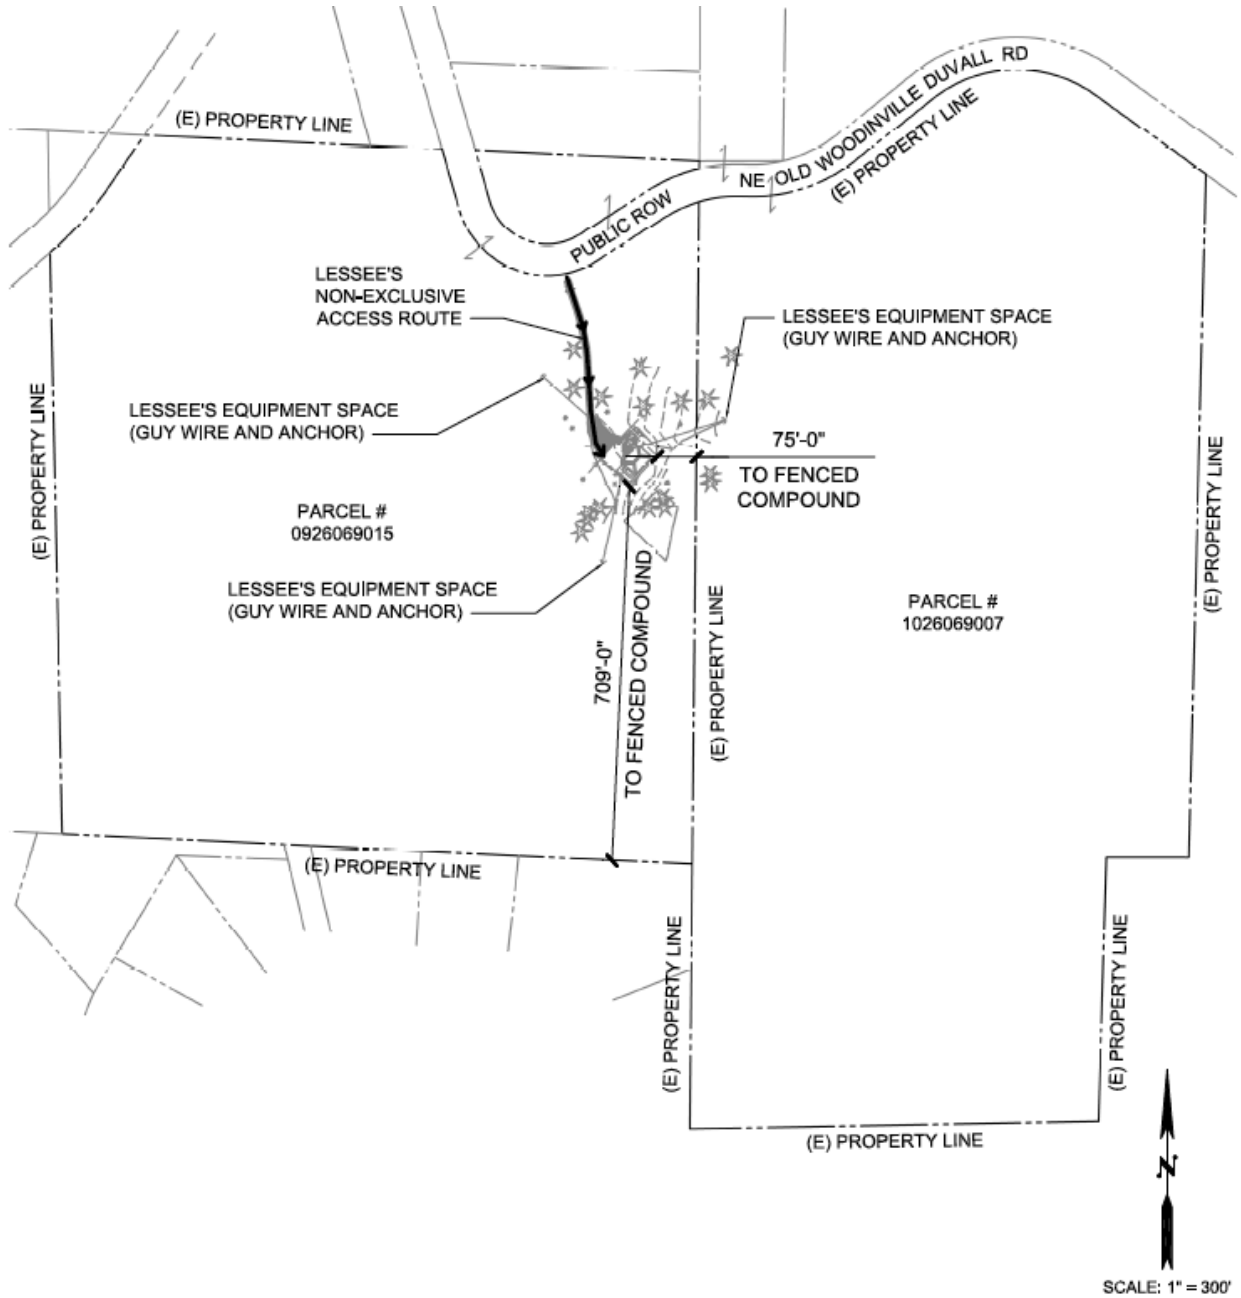 (E) PROPERTY LINE
NE OLD WOODINVILLE DUVALL RD
(E) PROPERTY LINE
PUBLIC ROW
LESSEE'S
NON-EXCLUSIVE
ACCESS ROUTE
LESSEE'S EQUIPMENT SPACE
(GUY WIRE AND ANCHOR)
LESSEE'S EQUIPMENT SPACE
(GUY WIRE AND ANCHOR)
75'-0"
TO FENCED
COMPOUND
(E) PROPERTY LINE
PARCEL #
0926069015
(E) PROPERTY LINE
LESSEE'S EQUIPMENT SPACE
(GUY WIRE AND ANCHOR)
PARCEL #
1026069007
709'-0"
TO FENCED COMPOUND
(E) PROPERTY LINE
(E) PROPERTY LINE
(E) PROPERTY LINE
(E) PROPERTY LINE
(E) PROPERTY LINE
N
SCALE: 1" = 300'